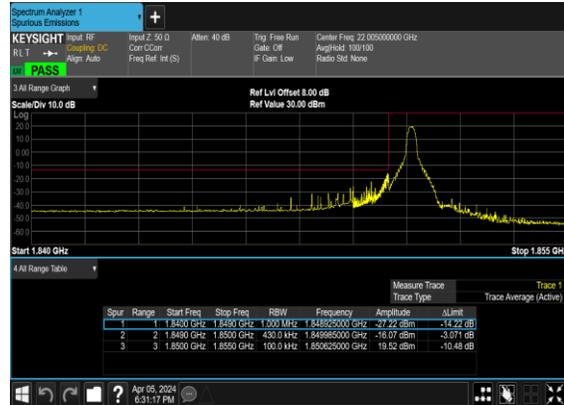 Spectrum Analyzer 1
Spurious Emissions
+
KEYSIGHT Input: RF Input Z: 50 Ω Atten: 40 dB Trig: Free Run Center Freq: 22.005000000 GHz
RLT Coupling: DC Corr CCorr Gate: Off Avg|Hold: 100/100
Align: Auto Freq Ref: Int (S) IF Gain: Low Radio Std: None
PASS
3 All Range Graph
Ref Lvl Offset 8.00 dB
Scale/Div 10.0 dB Ref Value 30.00 dBm
Log
20.0
10.0
0.00
-10.0
-20.0
-30.0
-40.0
-50.0
-60.0
Start 1.840 GHz Stop 1.855 GH
4 All Range Table
Measure Trace Trace 1
Trace Type Trace Average (Active)
Spur Range Start Freq Stop Freq RBW Frequency Amplitude ΔLimit
1 1 1.8400 GHz 1.8490 GHz 1.000 MHz 1.848925000 GHz -27.22 dBm -14.22 dB
2 2 1.8490 GHz 1.8500 GHz 430.0 kHz 1.849985000 GHz -16.07 dBm -3.071 dB
3 3 1.8500 GHz 1.8550 GHz 100.0 kHz 1.850625000 GHz 19.52 dBm -10.48 dB
? Apr 05, 2024
6:31:17 PM